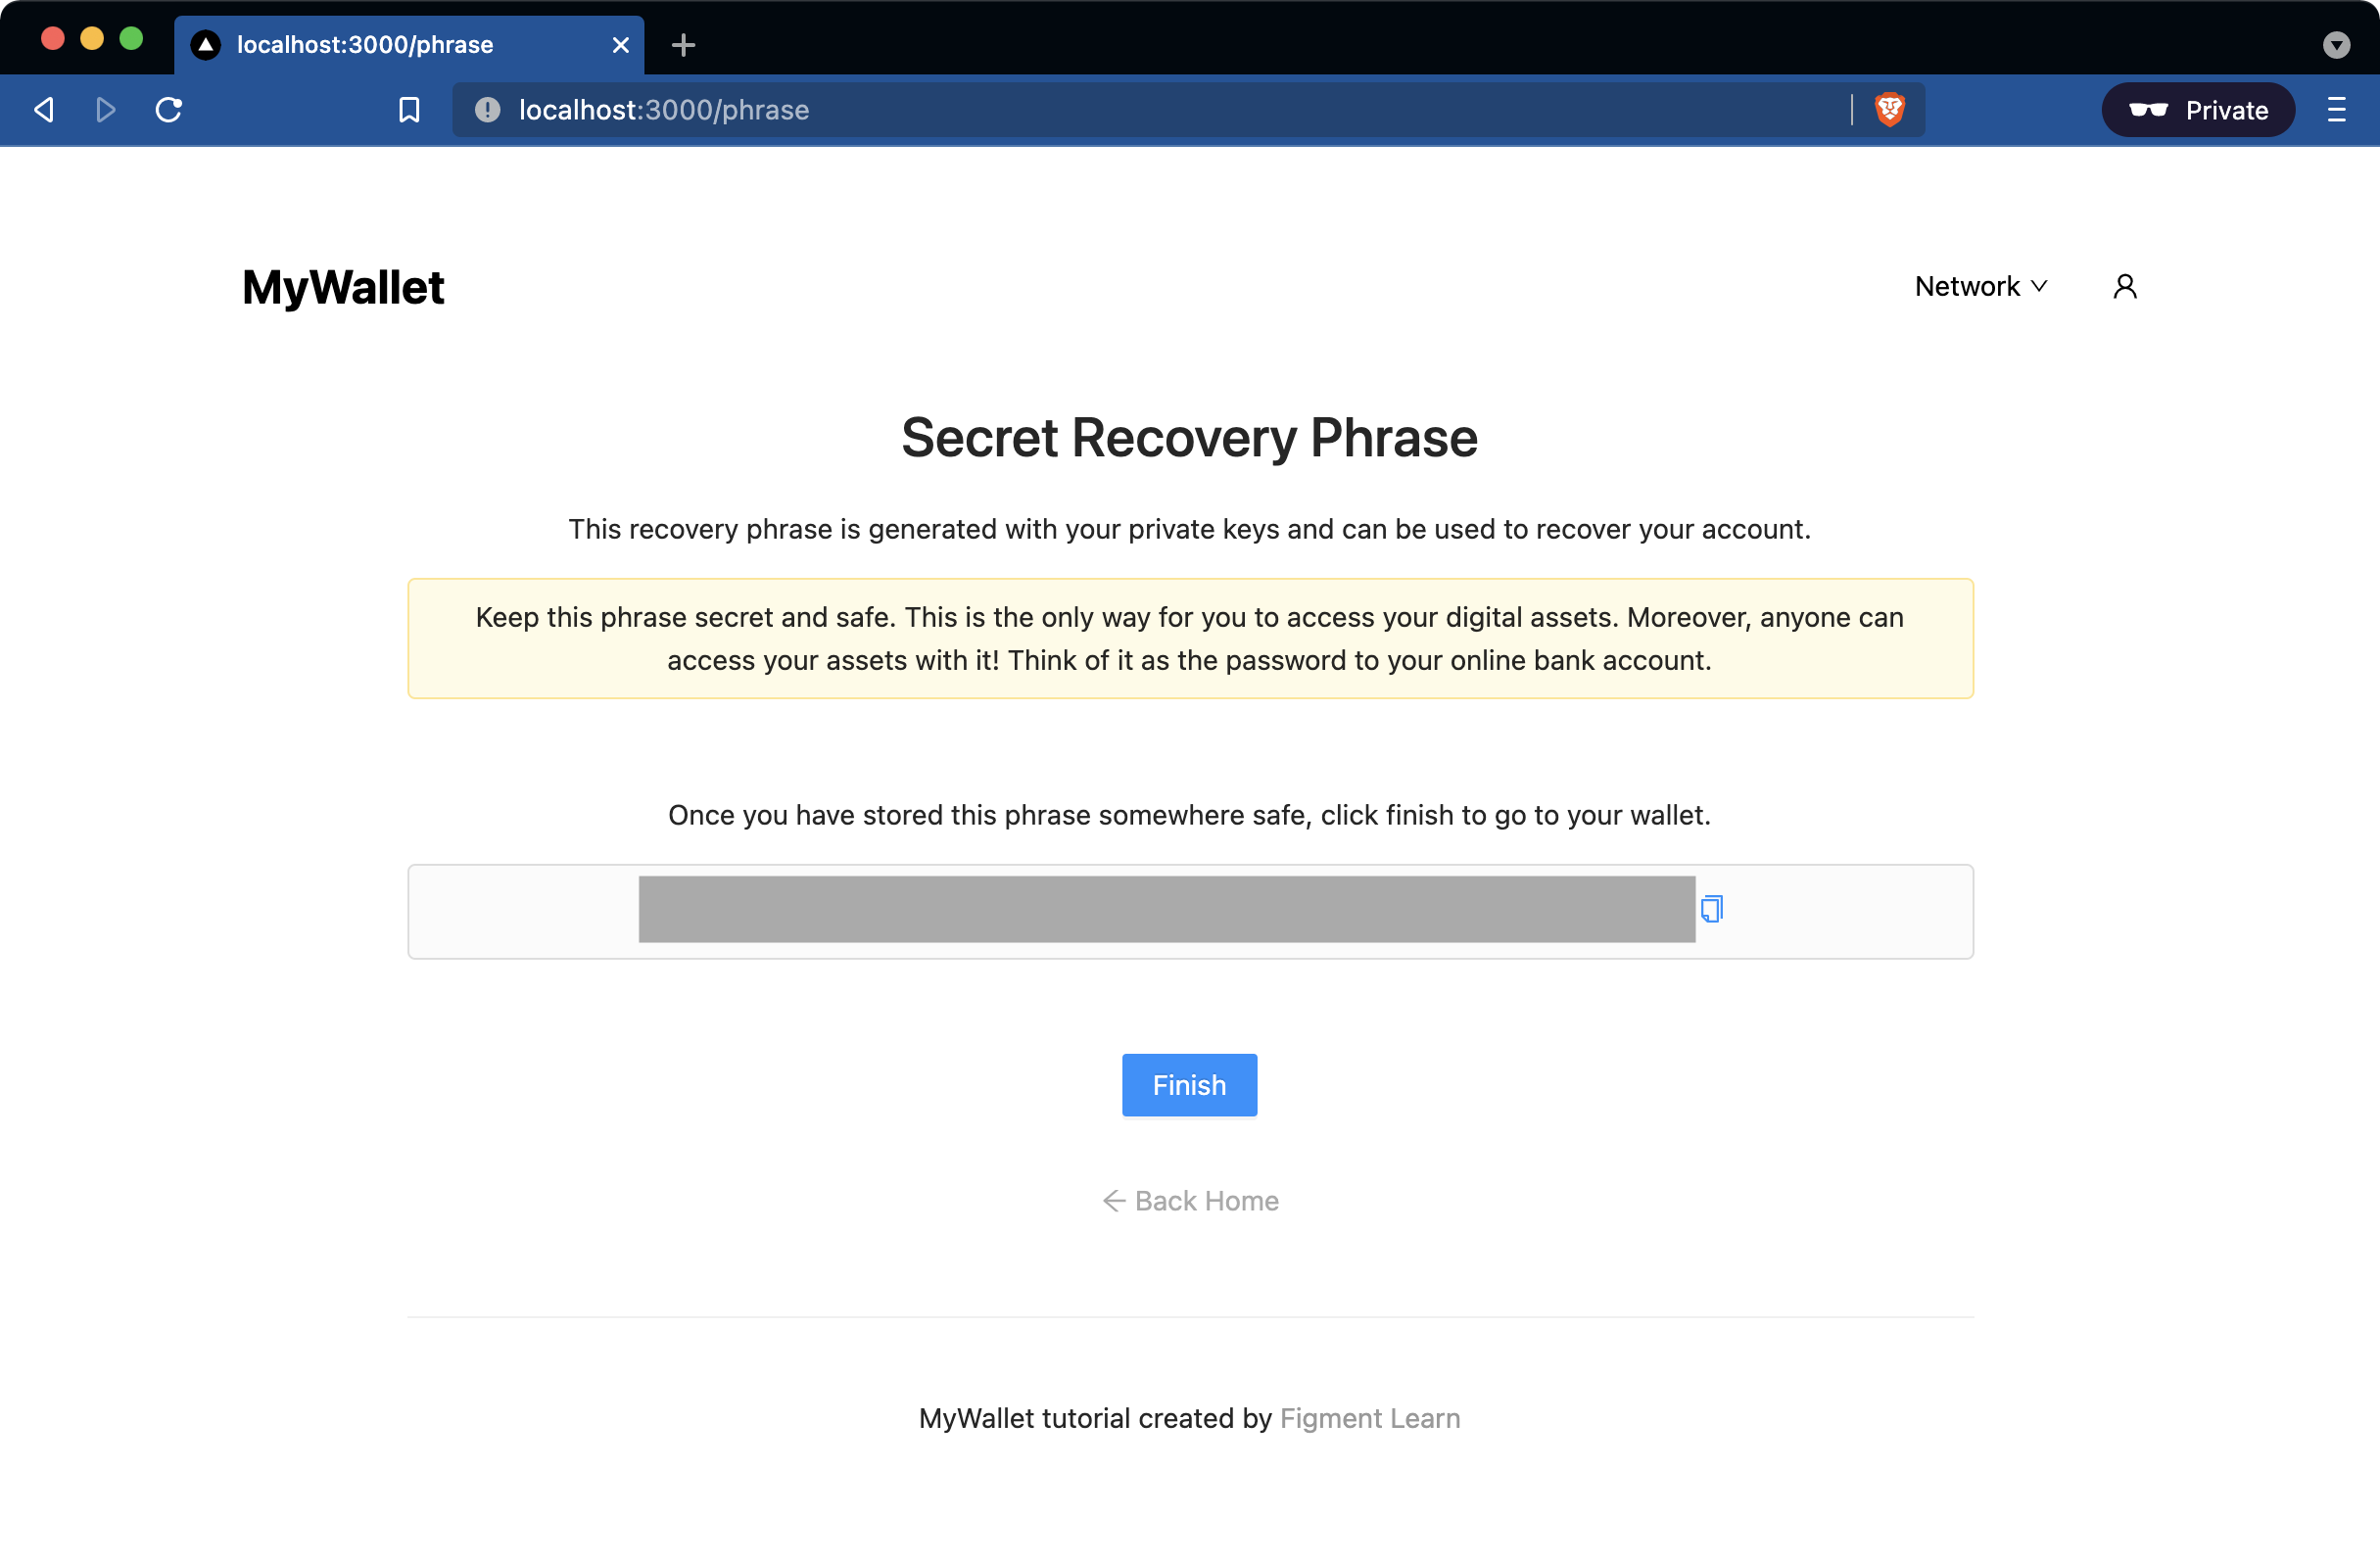 localhost:3000/phrase
localhost:3000/phrase
Private
MyWallet
Network
Secret Recovery Phrase
This recovery phrase is generated with your private keys and can be used to recover your account.
Keep this phrase secret and safe. This is the only way for you to access your digital assets. Moreover, anyone can
access your assets with it! Think of it as the password to your online bank account.
Once you have stored this phrase somewhere safe, click finish to go to your wallet.
Finish
Back Home
MyWallet tutorial created by Figment Learn